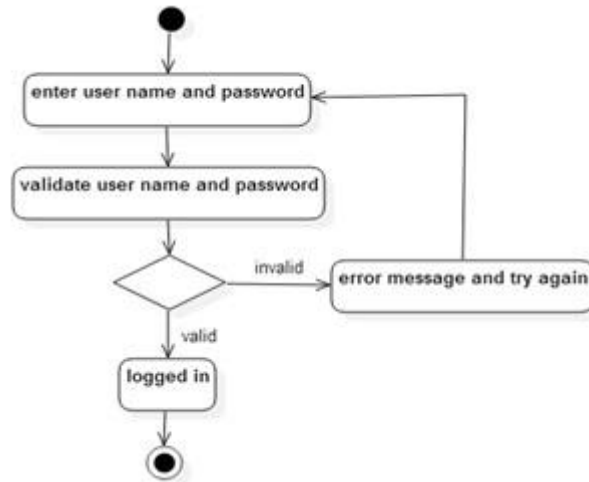 enter user name and password
validate user name and password
invalid
error message and try again
valid
logged in